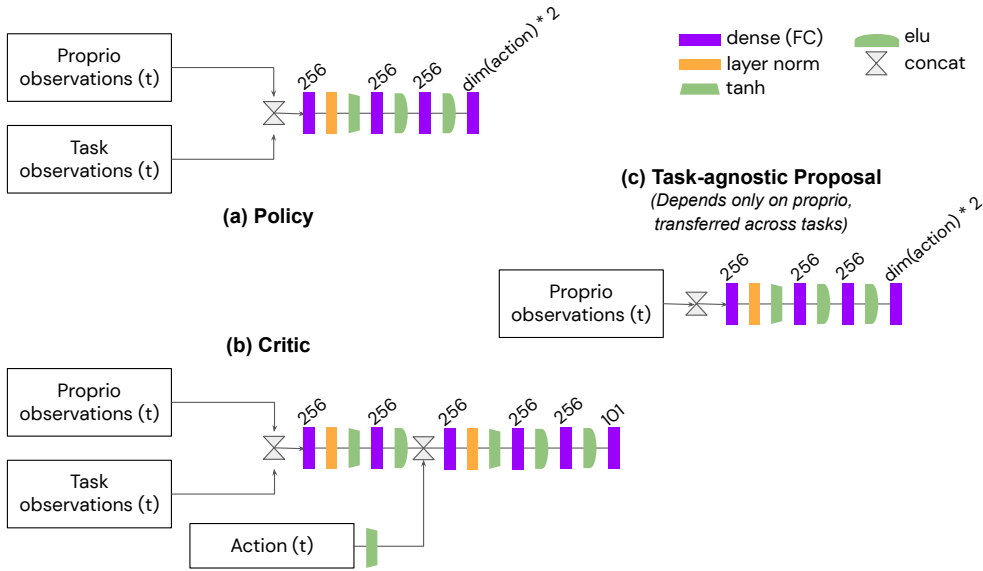 Proprio
observations (t)
Task
observations (t)
256
256
256
dim(action) * 2
(a) Policy
dense (FC)
layer norm
tanh
elu
concat
(c) Task-agnostic Proposal
(Depends only on proprio,
transferred across tasks)
Proprio
observations (t)
256
256
256
dim(action) * 2
(b) Critic
Proprio
observations (t)
Task
observations (t)
256
256
256
256
256
101
Action (t)